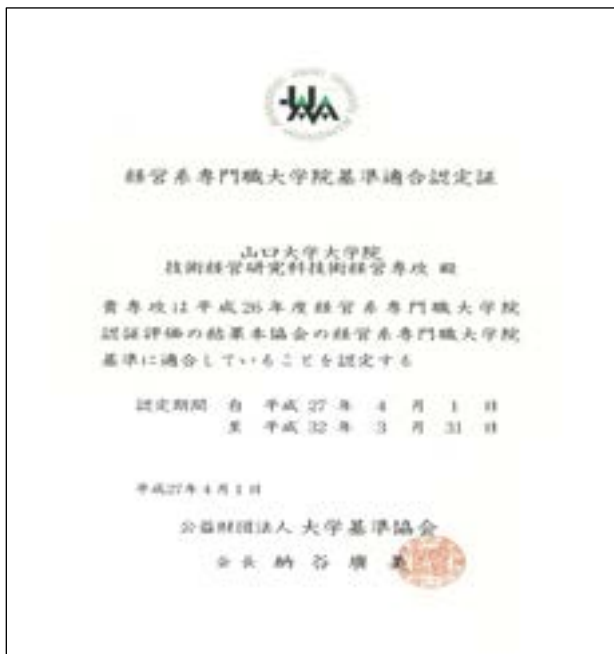 経営系専門職大学院基準適合認定証
山口大学大学院
技術経営研究科技術経営専攻 殿
貴専攻は平成26年度経営系専門職大学院
認証評価の結果本協会の経営系専門職大学院
基準に適合していることを認定する
認定期間 自 平成 27 年 4 月 1 日
至 平成 32 年 3 月 31 日
平成27年4月1日
公益財団法人 大学基準協会
会長 納谷 廣美